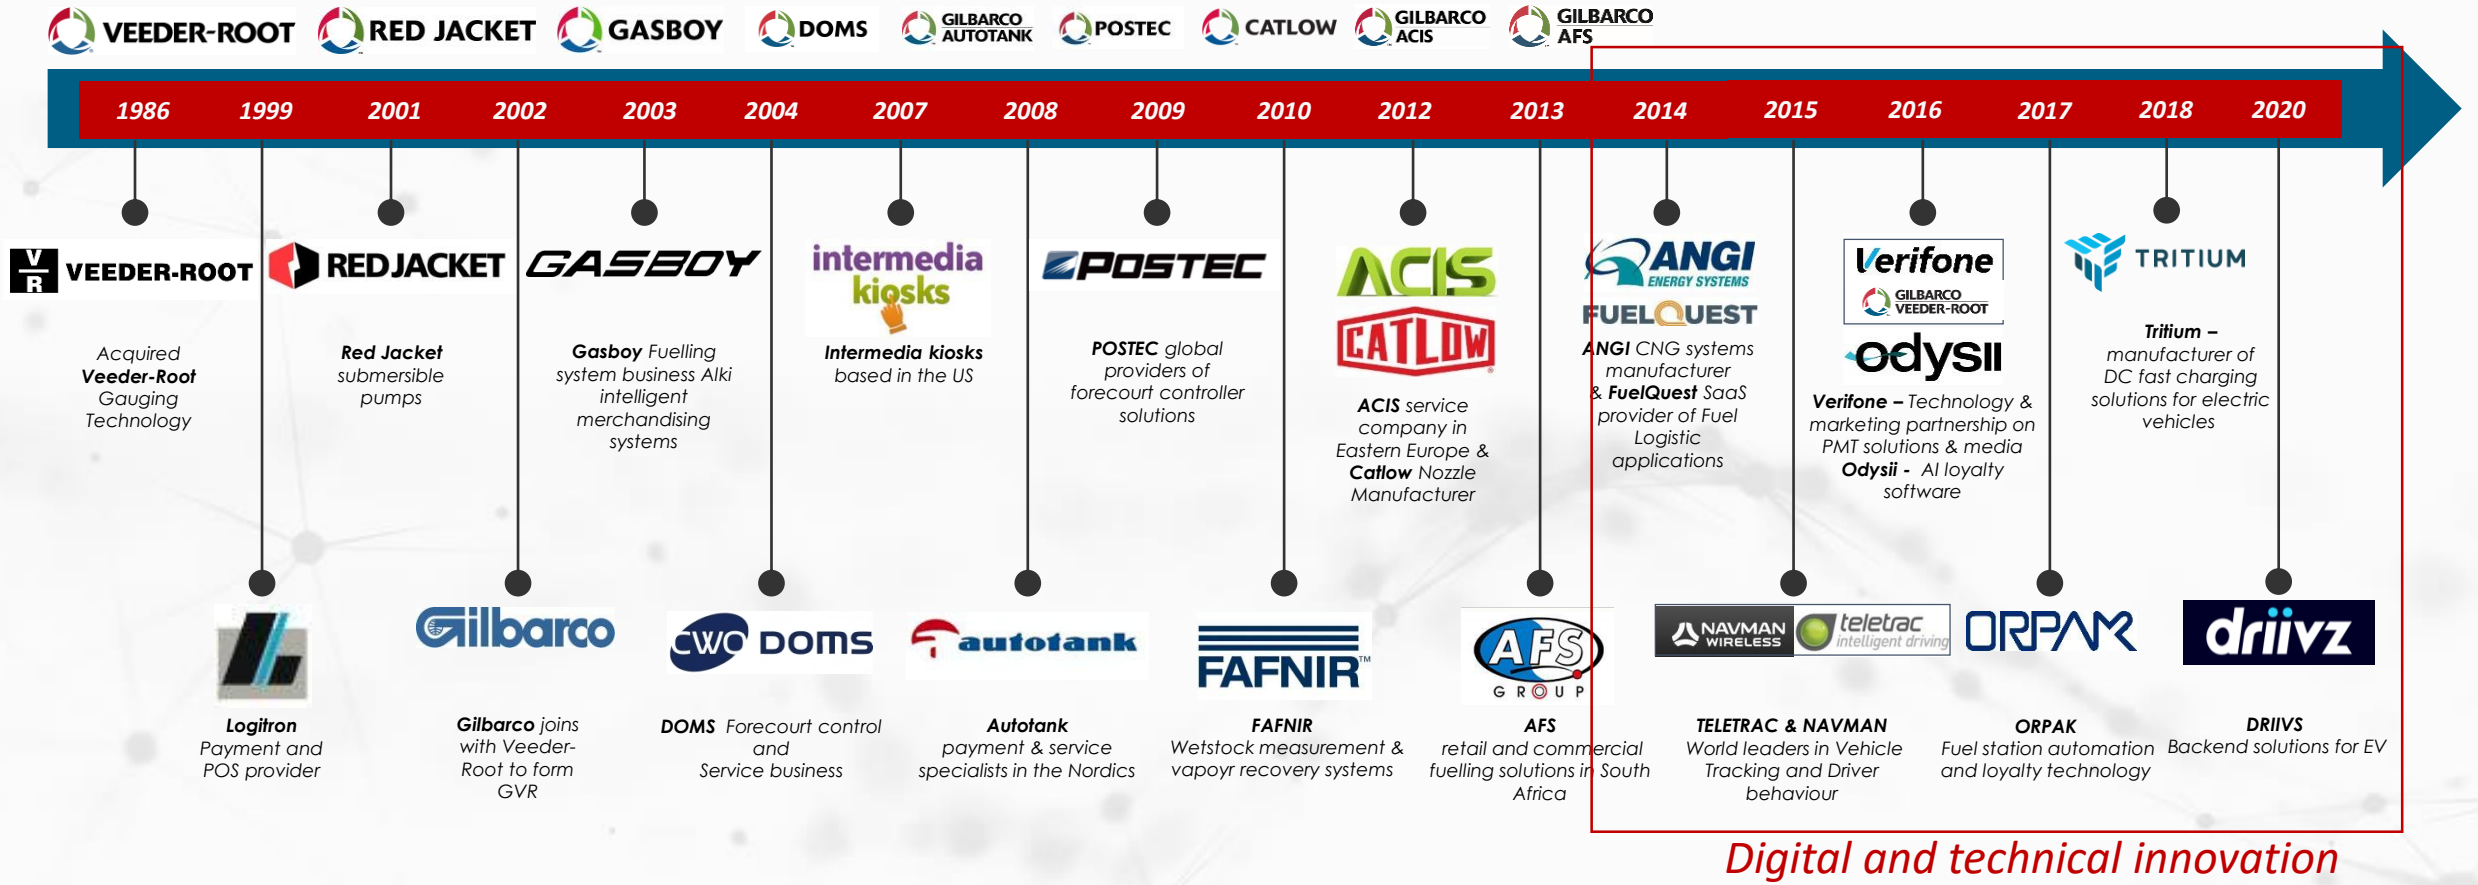 VEEDER-ROOT
RED JACKET
GASBOY
DOMS
GILBARCO
AUTOTANK
POSTEC
CATLOW
GILBARCO
ACIS
GILBARCO
AFS
1986 1999 2001 2002 2003 2004 2007 2008 2009 2010 2012 2013 2014 2015 2016 2017 2018 2020
V
R
VEEDER-ROOT
Acquired
Veeder-Root
Gauging
Technology
RED JACKET
Red Jacket
submersible
pumps
GASBOY
Gasboy Fuelling
system business Alki
intelligent
merchandising
systems
intermedia
kiosks
Intermedia kiosks
based in the US
POSTEC
POSTEC global
providers of
forecourt controller
solutions
ACIS
CATLOW
ACIS service
company in
Eastern Europe &
Catlow Nozzle
Manufacturer
ANGI
ENERGY SYSTEMS
FUELQUEST
ANGI CNG systems
manufacturer
& FuelQuest SaaS
provider of Fuel
Logistic
applications
Verifone
GILBARCO
VEEDER-ROOT
odysii
Verifone – Technology &
marketing partnership on
PMT solutions & media
Odysii - AI loyalty
software
TRITIUM
Tritium –
manufacturer of
DC fast charging
solutions for electric
vehicles
Logitron
Payment and
POS provider
Gilbarco
Gilbarco joins
with Veeder-
Root to form
GVR
CWO DOMS
DOMS Forecourt control
and
Service business
autotank
Autotank
payment & service
specialists in the Nordics
FAFNIR™
FAFNIR
Wetstock measurement &
vapoyr recovery systems
AFS
GROUP
AFS
retail and commercial
fuelling solutions in South
Africa
NAVMAN
WIRELESS
teletrac
intelligent driving
TELETRAC & NAVMAN
World leaders in Vehicle
Tracking and Driver
behaviour
ORPAK
ORPAK
Fuel station automation
and loyalty technology
driivz
DRIIVS
Backend solutions for EV
Digital and technical innovation